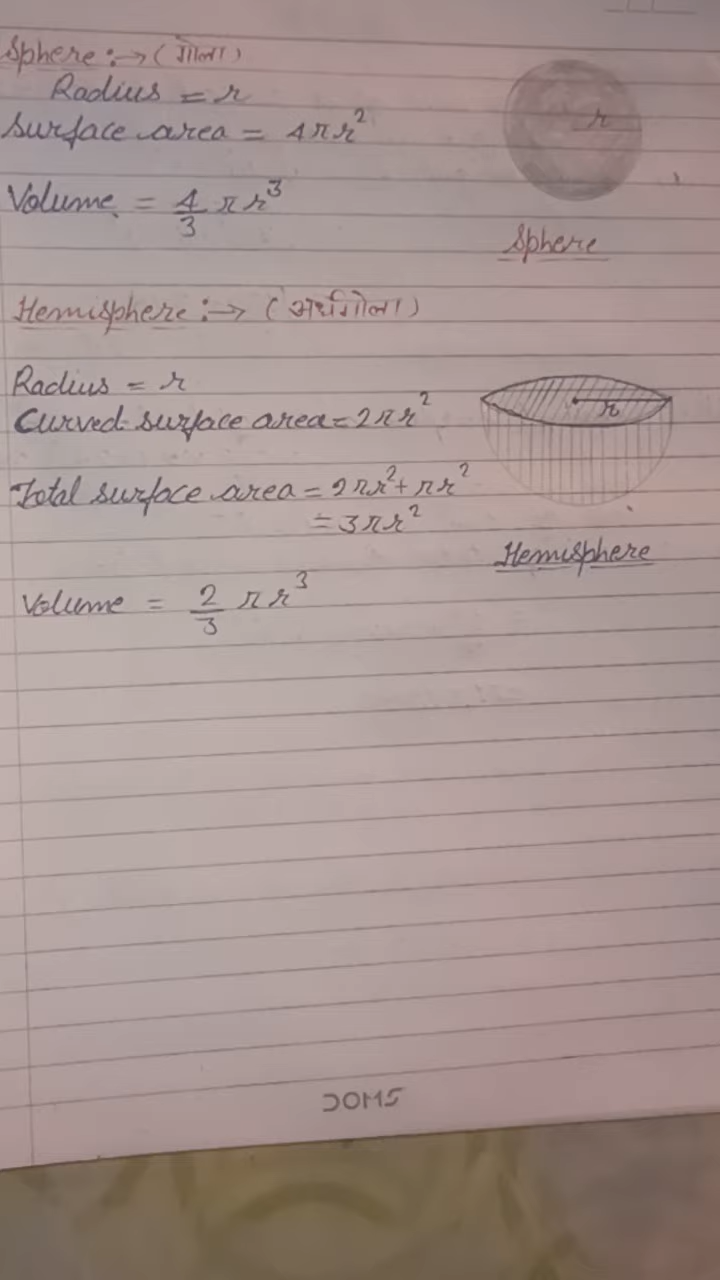 Sphere :→ (गोला)
Radius = r
Surface area = 4πr²
r
Volume = 4/3 πr³
Sphere
Hemisphere :→ (अर्धगोला)
Radius = r
Curved surface area = 2πr²
r
Total surface area = 2πr² + πr²
= 3πr²
Hemisphere
Volume = 2/3 πr³
DOMS